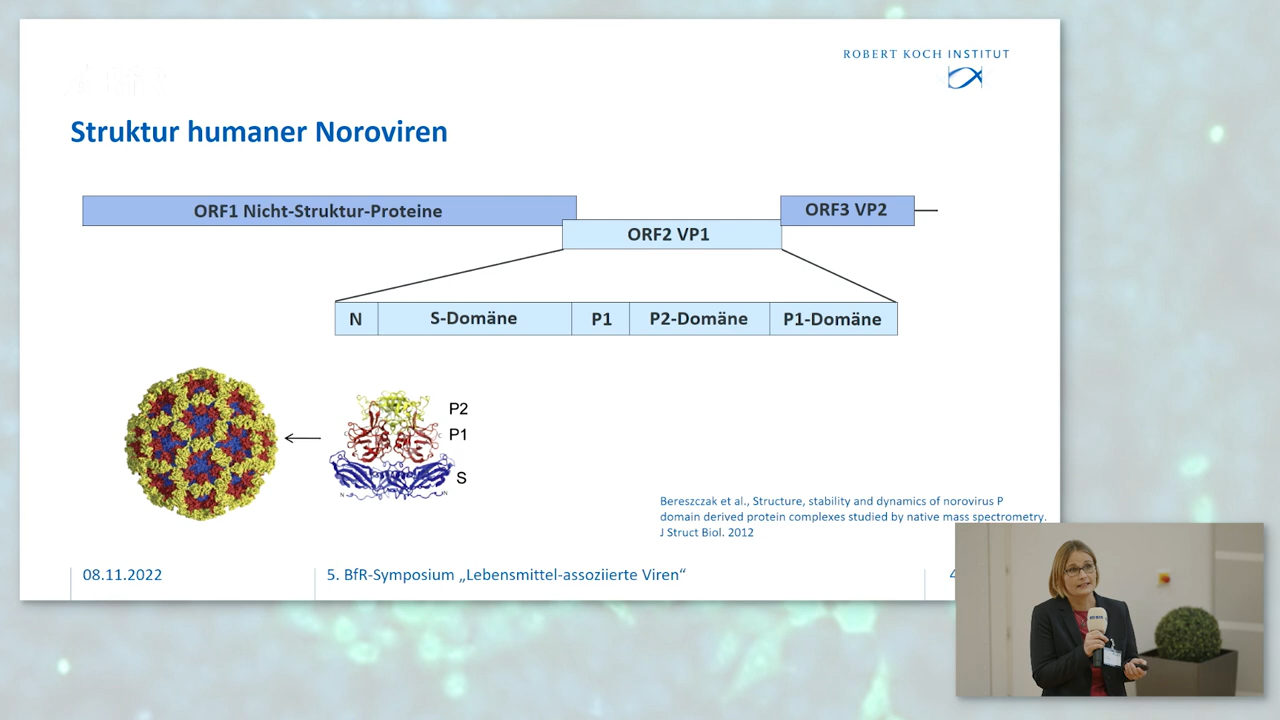 ROBERT KOCH INSTITUT
Struktur humaner Noroviren
ORF1 Nicht-Struktur-Proteine
ORF3 VP2
ORF2 VP1
N
S-Domäne
P1
P2-Domäne
P1-Domäne
P2
P1
S
N
N
Bereszczak et al., Structure, stability and dynamics of norovirus P
domain derived protein complexes studied by native mass spectrometry.
J Struct Biol. 2012
08.11.2022
5. BfR-Symposium „Lebensmittel-assoziierte Viren“
4